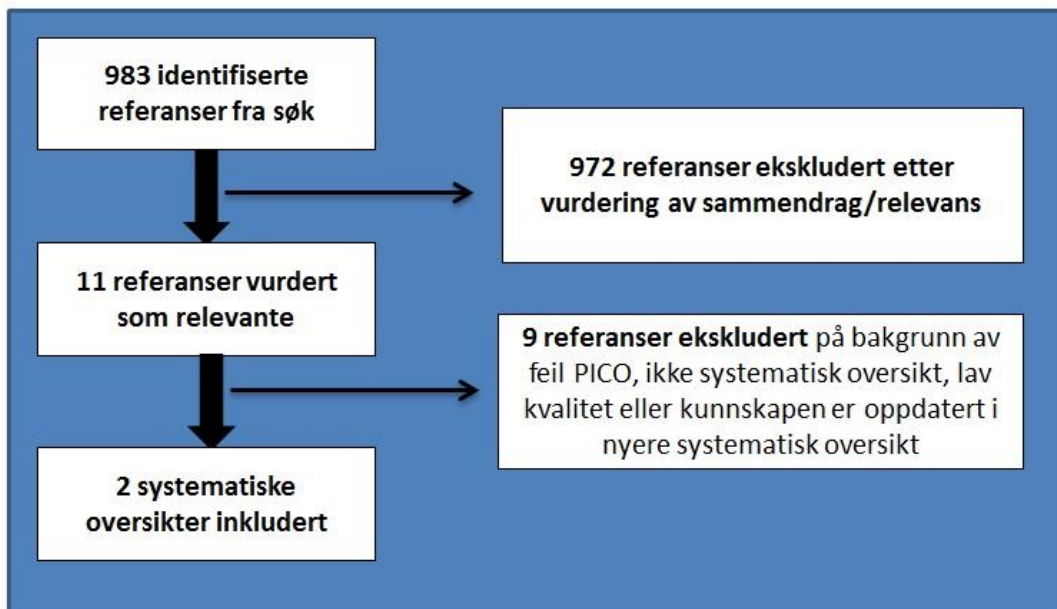 983 identifiserte
referanser fra søk
972 referanser ekskludert etter
vurdering av sammendrag/relevans
11 referanser vurdert
som relevante
9 referanser ekskludert på bakgrunn av
feil PICO, ikke systematisk oversikt, lav
kvalitet eller kunnskapen er oppdatert i
nyere systematisk oversikt
2 systematiske
oversikter inkludert